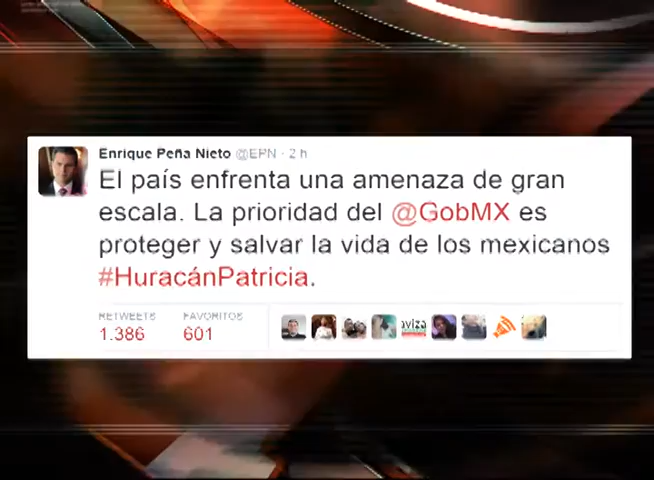 Enrique Peña Nieto @EPN · 2 h
El país enfrenta una amenaza de gran
escala. La prioridad del @GobMX es
proteger y salvar la vida de los mexicanos
#HuracánPatricia.
RETWEETS FAVORITOS
1.386 601
aviza